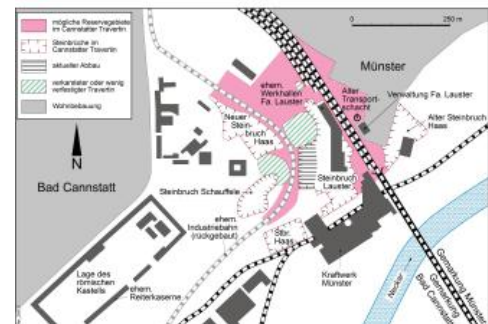 mögliche Reservegebiete
im Cannstatter Travertin
Steinbrüche im
Cannstatter Travertin
aktueller Abbau
verkarsteter oder wenig
verfestigter Travertin
Wohnbebauung
0
250 m
N
Bad Cannstatt
Münster
ehem.
Werkhallen
Fa. Lauster
Alter
Transport-
schacht
Verwaltung Fa. Lauster
Neuer
Stein-
bruch
Haas
Alter Steinbruch
Haas
Steinbruch Schauffele
Steinbruch
Lauster
ehem.
Industriebahn
(rückgebaut)
Stbr.
Haas
Lage des
römischen
Kastells
ehem.
Reiterkaserne
Kraftwerk
Münster
Neckar
Gemarkung Münster
Gemarkung
Bad Cannstatt